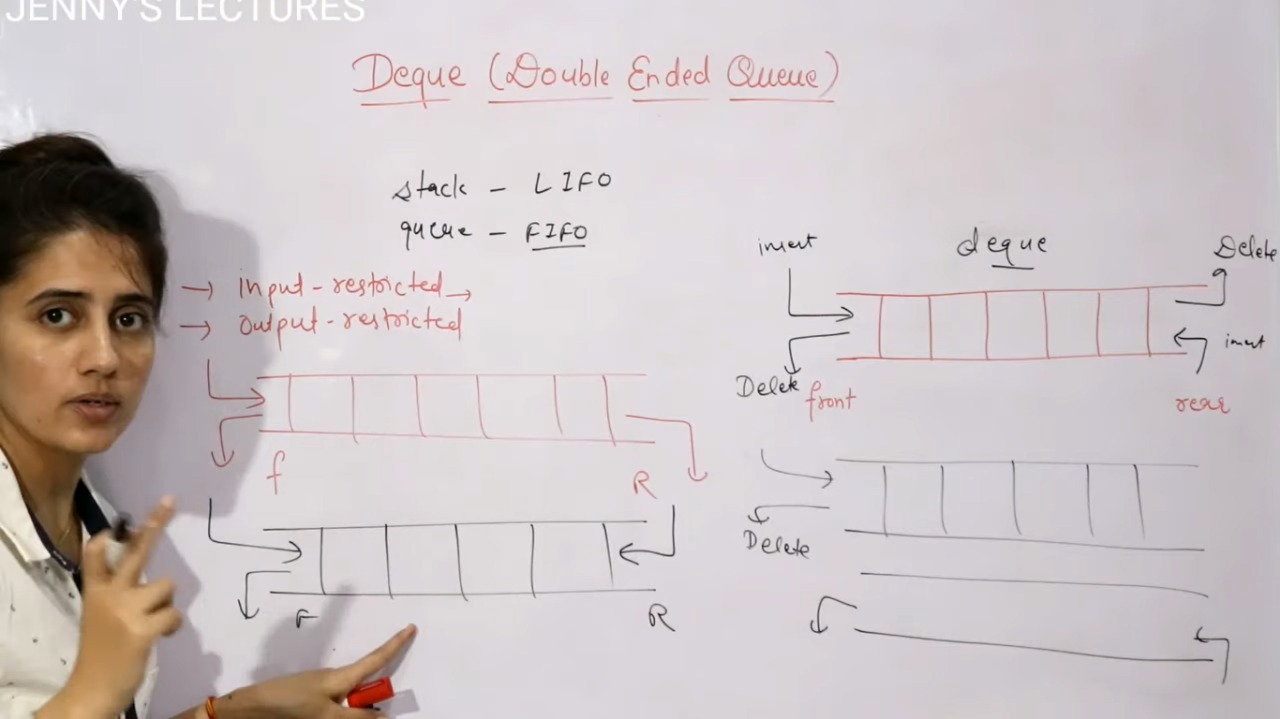 JENNY'S LECTURES
Deque (Double Ended Queue)
stack - LIFO
queue - FIFO
→ Input-restricted →
→ Output-restricted
f R
F R
insert deque Delete
insert
Delete front rear
Delete